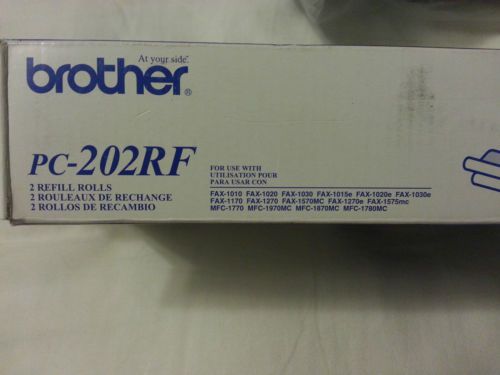 At your side.
brother®
PC-202RF
2 REFILL ROLLS
2 ROULEAUX DE RECHANGE
2 ROLLOS DE RECAMBIO
FOR USE WITH
UTILISATION POUR
PARA USAR CON
FAX-1010 FAX-1020 FAX-1030 FAX-1015e FAX-1020e FAX-1030e
FAX-1170 FAX-1270 FAX-1570MC FAX-1270e FAX-1575mc
MFC-1770 MFC-1970MC MFC-1870MC MFC-1780MC